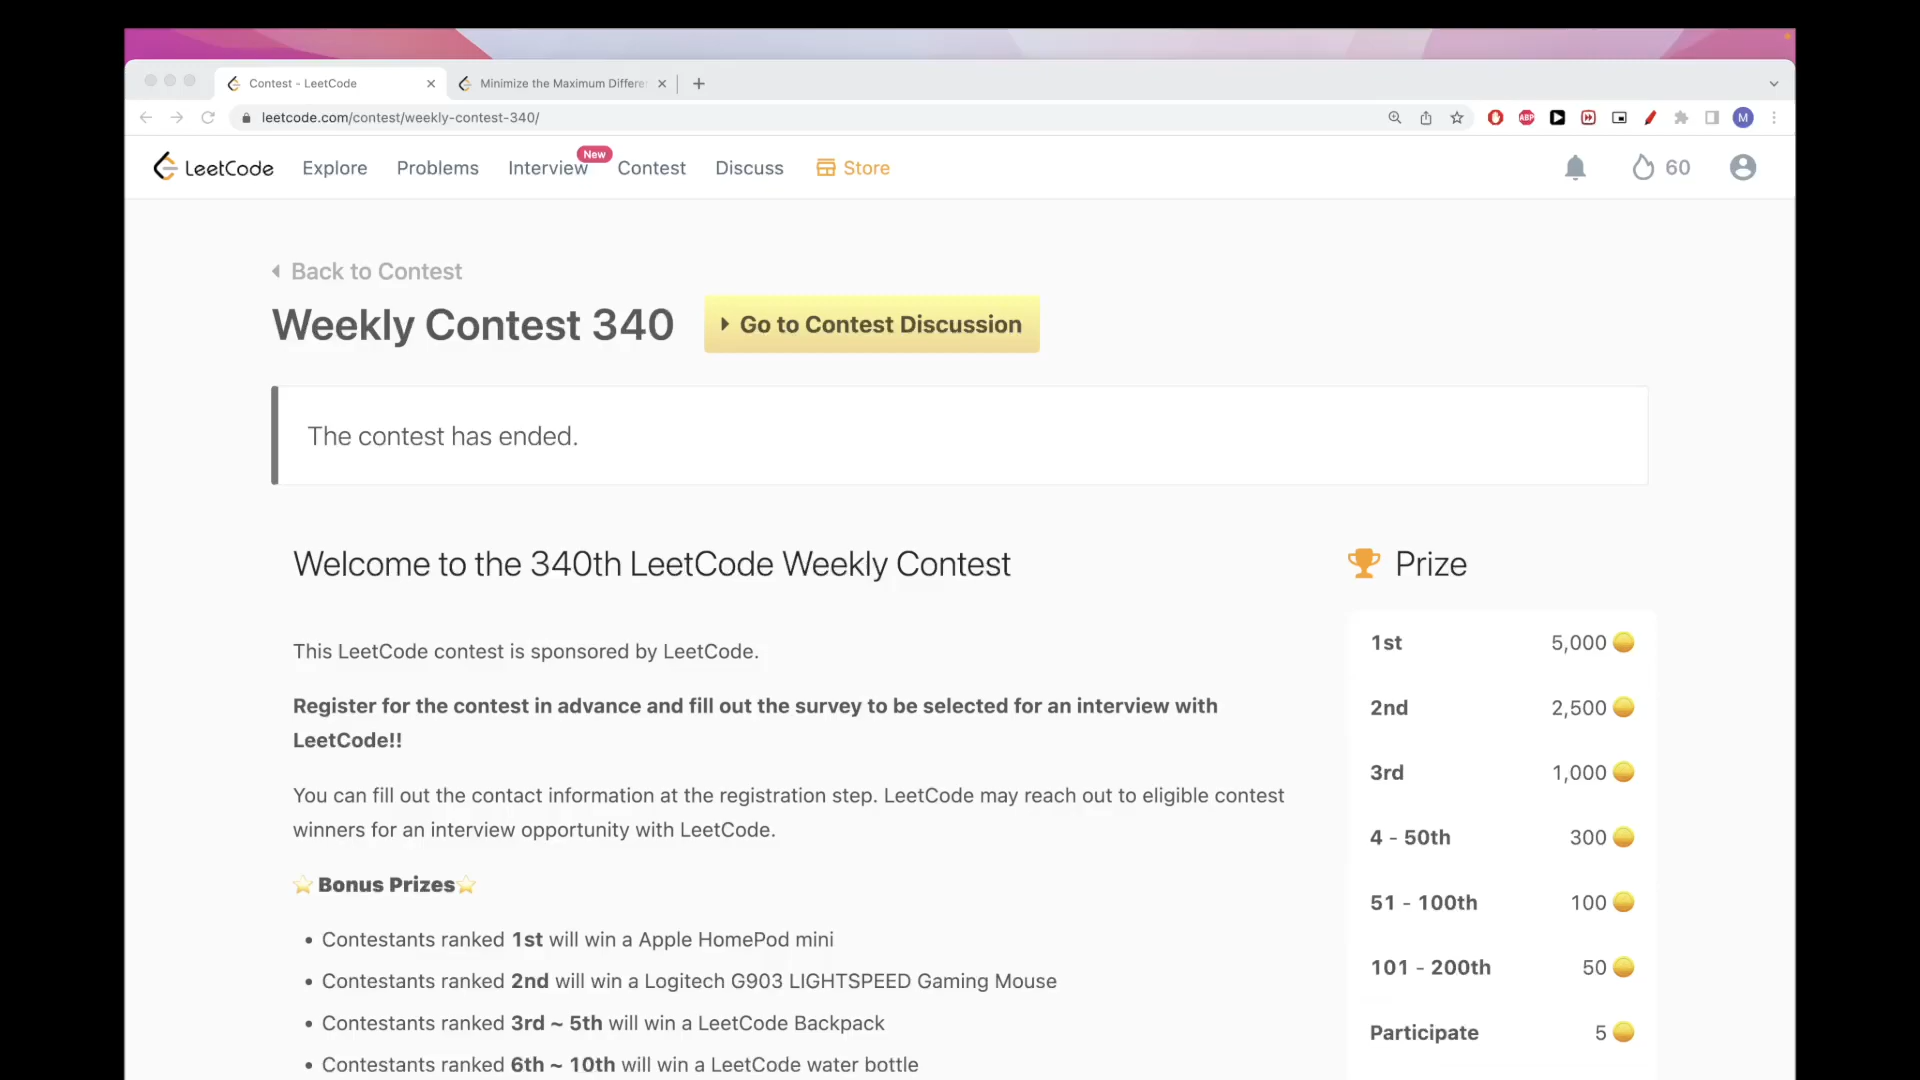 Contest - LeetCode
Minimize the Maximum Differe
leetcode.com/contest/weekly-contest-340/
ABP
M
LeetCode Explore Problems Interview New Contest Discuss Store 60
Back to Contest
Weekly Contest 340
Go to Contest Discussion
The contest has ended.
Welcome to the 340th LeetCode Weekly Contest
This LeetCode contest is sponsored by LeetCode.
Register for the contest in advance and fill out the survey to be selected for an interview with
LeetCode!!
You can fill out the contact information at the registration step. LeetCode may reach out to eligible contest
winners for an interview opportunity with LeetCode.
⭐Bonus Prizes⭐
• Contestants ranked 1st will win a Apple HomePod mini
• Contestants ranked 2nd will win a Logitech G903 LIGHTSPEED Gaming Mouse
• Contestants ranked 3rd ~ 5th will win a LeetCode Backpack
• Contestants ranked 6th ~ 10th will win a LeetCode water bottle
Prize
1st 5,000
2nd 2,500
3rd 1,000
4 - 50th 300
51 - 100th 100
101 - 200th 50
Participate 5